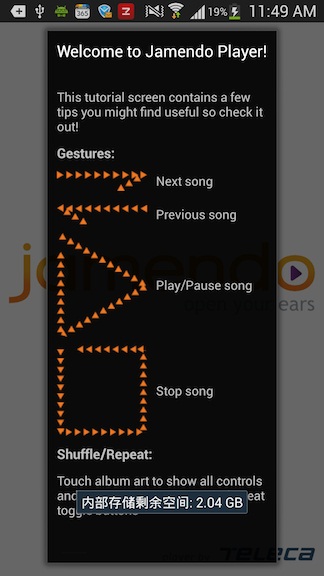 365
Z
19%
11:49 AM
Welcome to Jamendo Player!
This tutorial screen contains a few
tips you might find useful so check it
out!
Gestures:
Next song
Previous song
jamendo
Play/Pause song
open your ears
Stop song
Shuffle/Repeat:
Touch album art to show all controls
and
eat
内部存储剩余空间: 2.04 GB
toggle buttons
Teleca